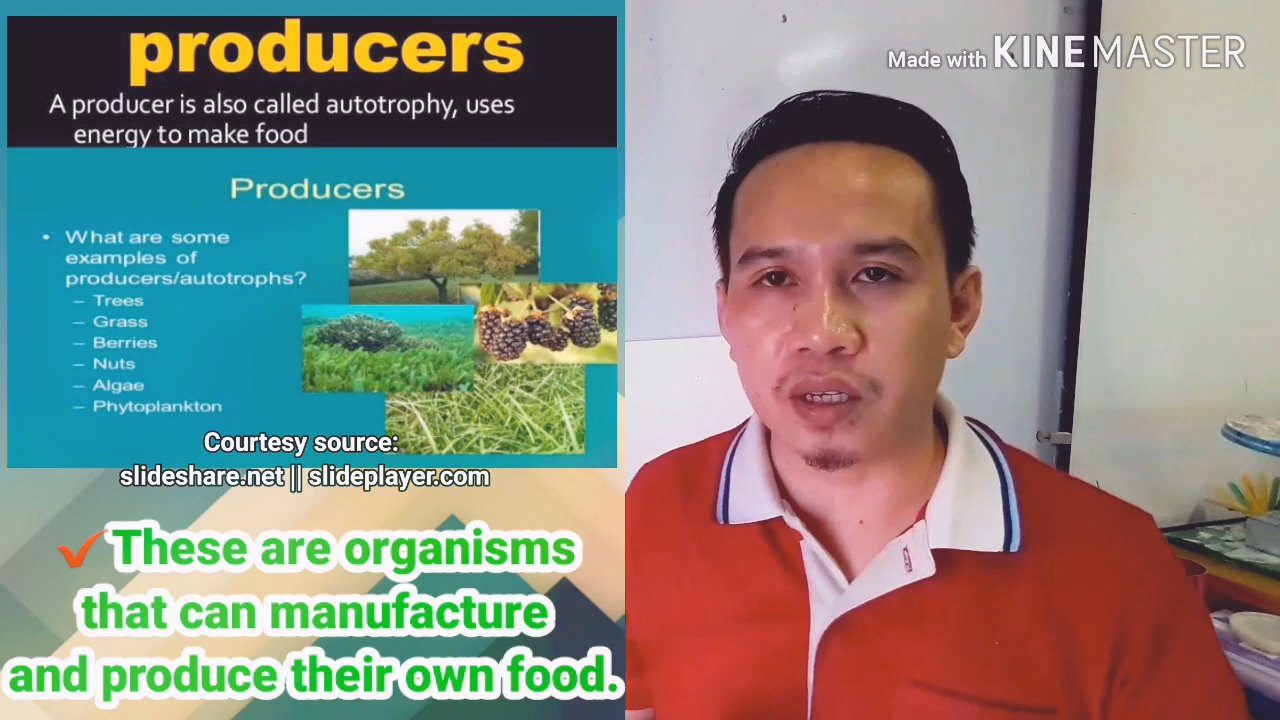 producers
A producer is also called autotrophy, uses
energy to make food
Producers
• What are some
examples of
producers/autotrophs?
– Trees
– Grass
– Berries
– Nuts
– Algae
– Phytoplankton
Courtesy source:
slideshare.net || slideplayer.com
✓These are organisms
that can manufacture
and produce their own food.
Made with KINEMASTER